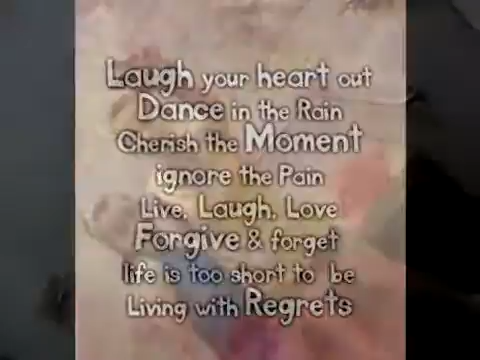 Laugh your heart out
Dance in the Rain
Cherish the Moment
ignore the Pain
Live, Laugh, Love
Forgive & forget
life is too short to be
Living with Regrets